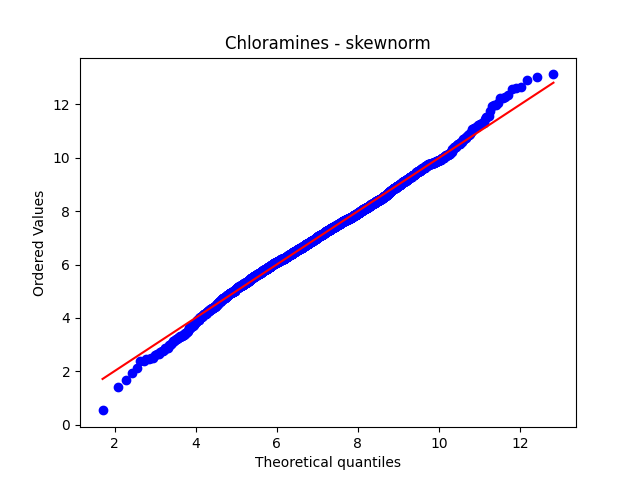 Chloramines - skewnorm
Ordered Values
12
10
8
6
4
2
0
2 4 6 8 10 12
Theoretical quantiles